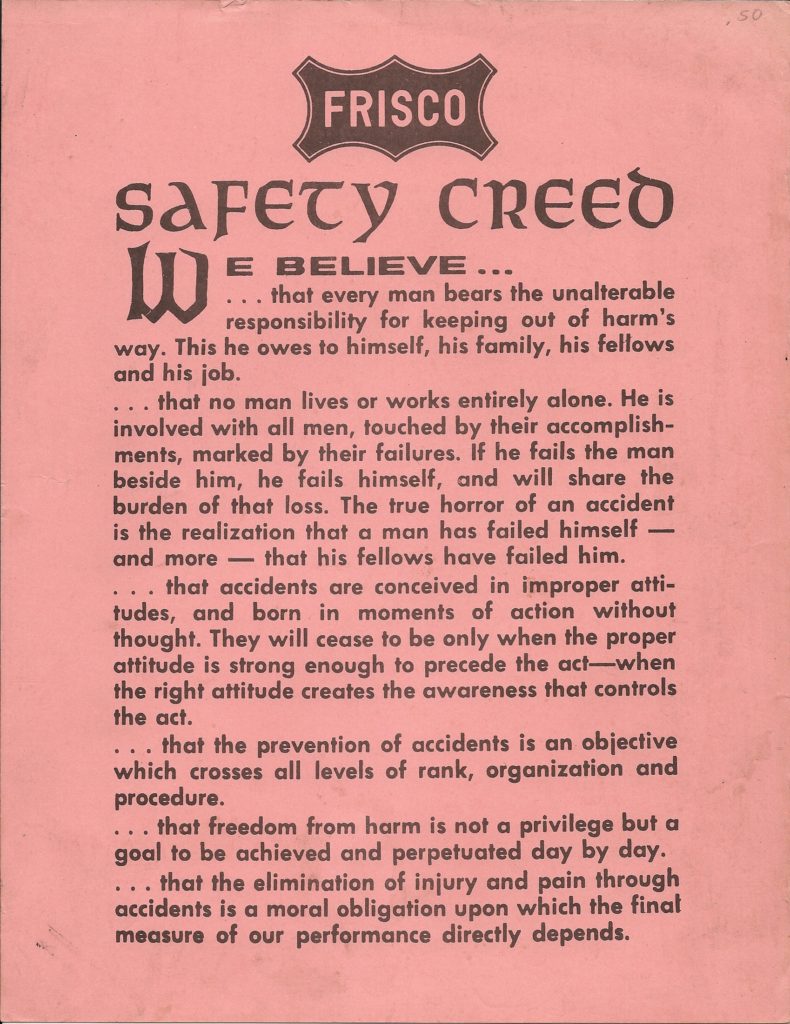 .50
FRISCO
SAFETY CREED
WE BELIEVE...
...that every man bears the unalterable
responsibility for keeping out of harm's
way. This he owes to himself, his family, his fellows
and his job.
...that no man lives or works entirely alone. He is
involved with all men, touched by their accomplish-
ments, marked by their failures. If he fails the man
beside him, he fails himself, and will share the
burden of that loss. The true horror of an accident
is the realization that a man has failed himself —
and more — that his fellows have failed him.
...that accidents are conceived in improper atti-
tudes, and born in moments of action without
thought. They will cease to be only when the proper
attitude is strong enough to precede the act—when
the right attitude creates the awareness that controls
the act.
...that the prevention of accidents is an objective
which crosses all levels of rank, organization and
procedure.
...that freedom from harm is not a privilege but a
goal to be achieved and perpetuated day by day.
...that the elimination of injury and pain through
accidents is a moral obligation upon which the final
measure of our performance directly depends.